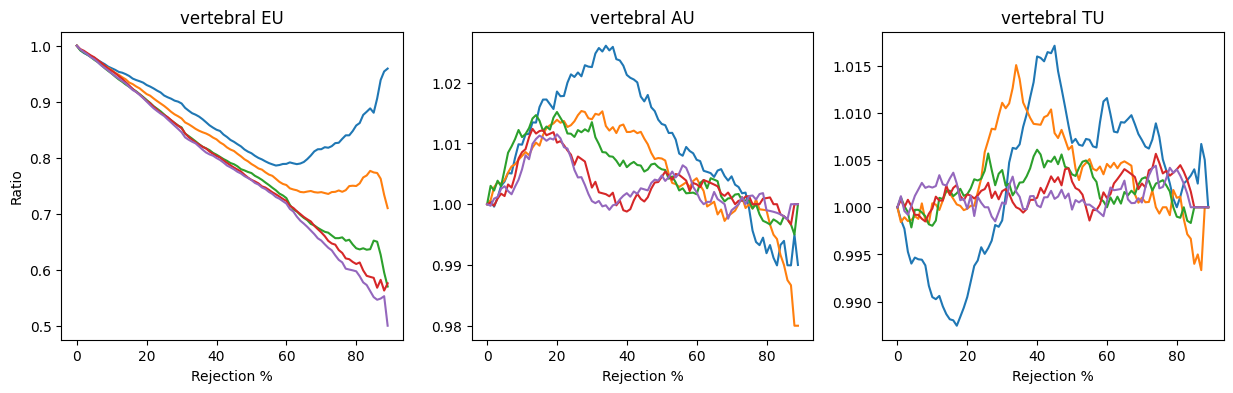 vertebral EU
vertebral AU
vertebral TU
Ratio
1.0
0.9
0.8
0.7
0.6
0.5
0 20 40 60 80
Rejection %
1.02
1.01
1.00
0.99
0.98
0 20 40 60 80
Rejection %
1.015
1.010
1.005
1.000
0.995
0.990
0 20 40 60 80
Rejection %